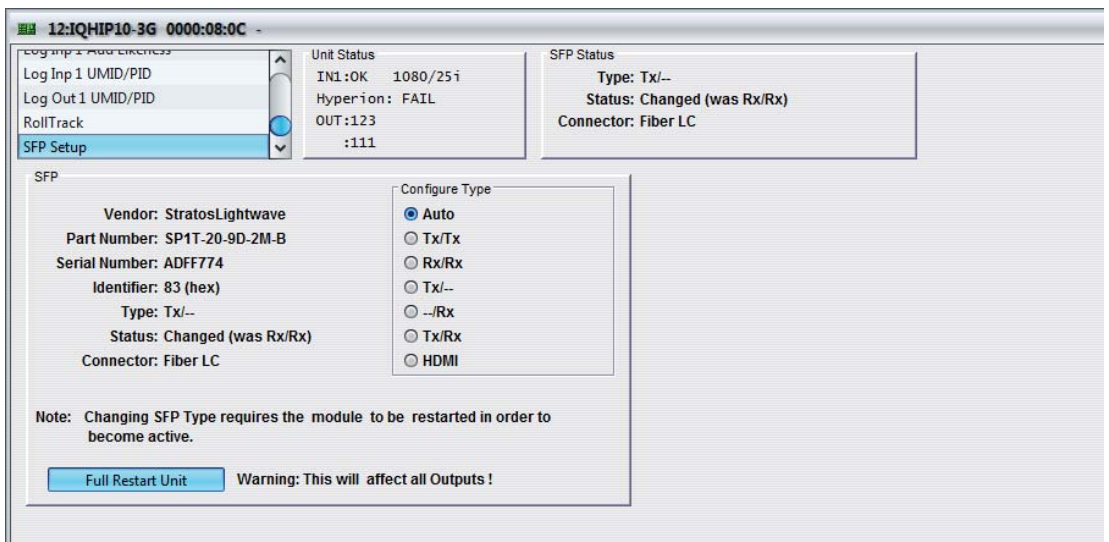 12:IQHIP10-3G 0000:08:0C -
Log Inp 1 Add Likeness
Log Inp 1 UMID/PID
Log Out 1 UMID/PID
RollTrack
SFP Setup
Unit Status
IN1:OK 1080/25i
Hyperion: FAIL
OUT:123
:111
SFP Status
Type: Tx/--
Status: Changed (was Rx/Rx)
Connector: Fiber LC
SFP
Vendor: StratosLightwave
Part Number: SP1T-20-9D-2M-B
Serial Number: ADFF774
Identifier: 83 (hex)
Type: Tx/--
Status: Changed (was Rx/Rx)
Connector: Fiber LC
Configure Type
Auto
Tx/Tx
Rx/Rx
Tx/--
--/Rx
Tx/Rx
HDMI
Note: Changing SFP Type requires the module to be restarted in order to
become active.
Full Restart Unit Warning: This will affect all Outputs !